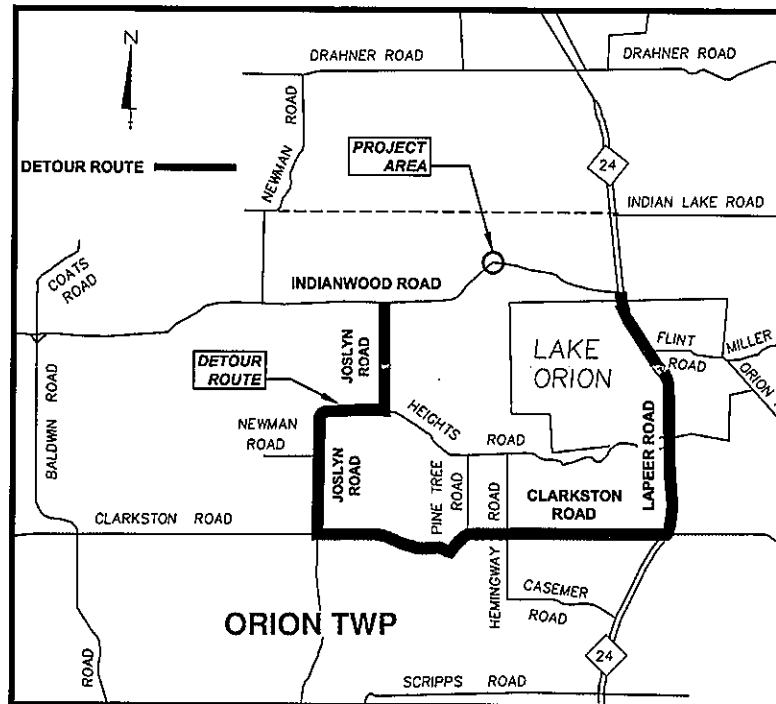 N
DRAHNER ROAD
DRAHNER ROAD
NEWMAN ROAD
PROJECT
AREA
24
DETOUR ROUTE
INDIAN LAKE ROAD
COATS
ROAD
INDIANWOOD ROAD
JOSLYN
ROAD
LAKE
ORION
FLINT
ROAD
MILLER
ORION
DETOUR
ROUTE
BALDWIN ROAD
NEWMAN
ROAD
HEIGHTS ROAD
JOSLYN
ROAD
PINE TREE
ROAD
HEMINGWAY ROAD
CLARKSTON
ROAD
LAPEER ROAD
CLARKSTON ROAD
CASEMER
ROAD
ORION TWP
ROAD
24
SCRIPPS ROAD